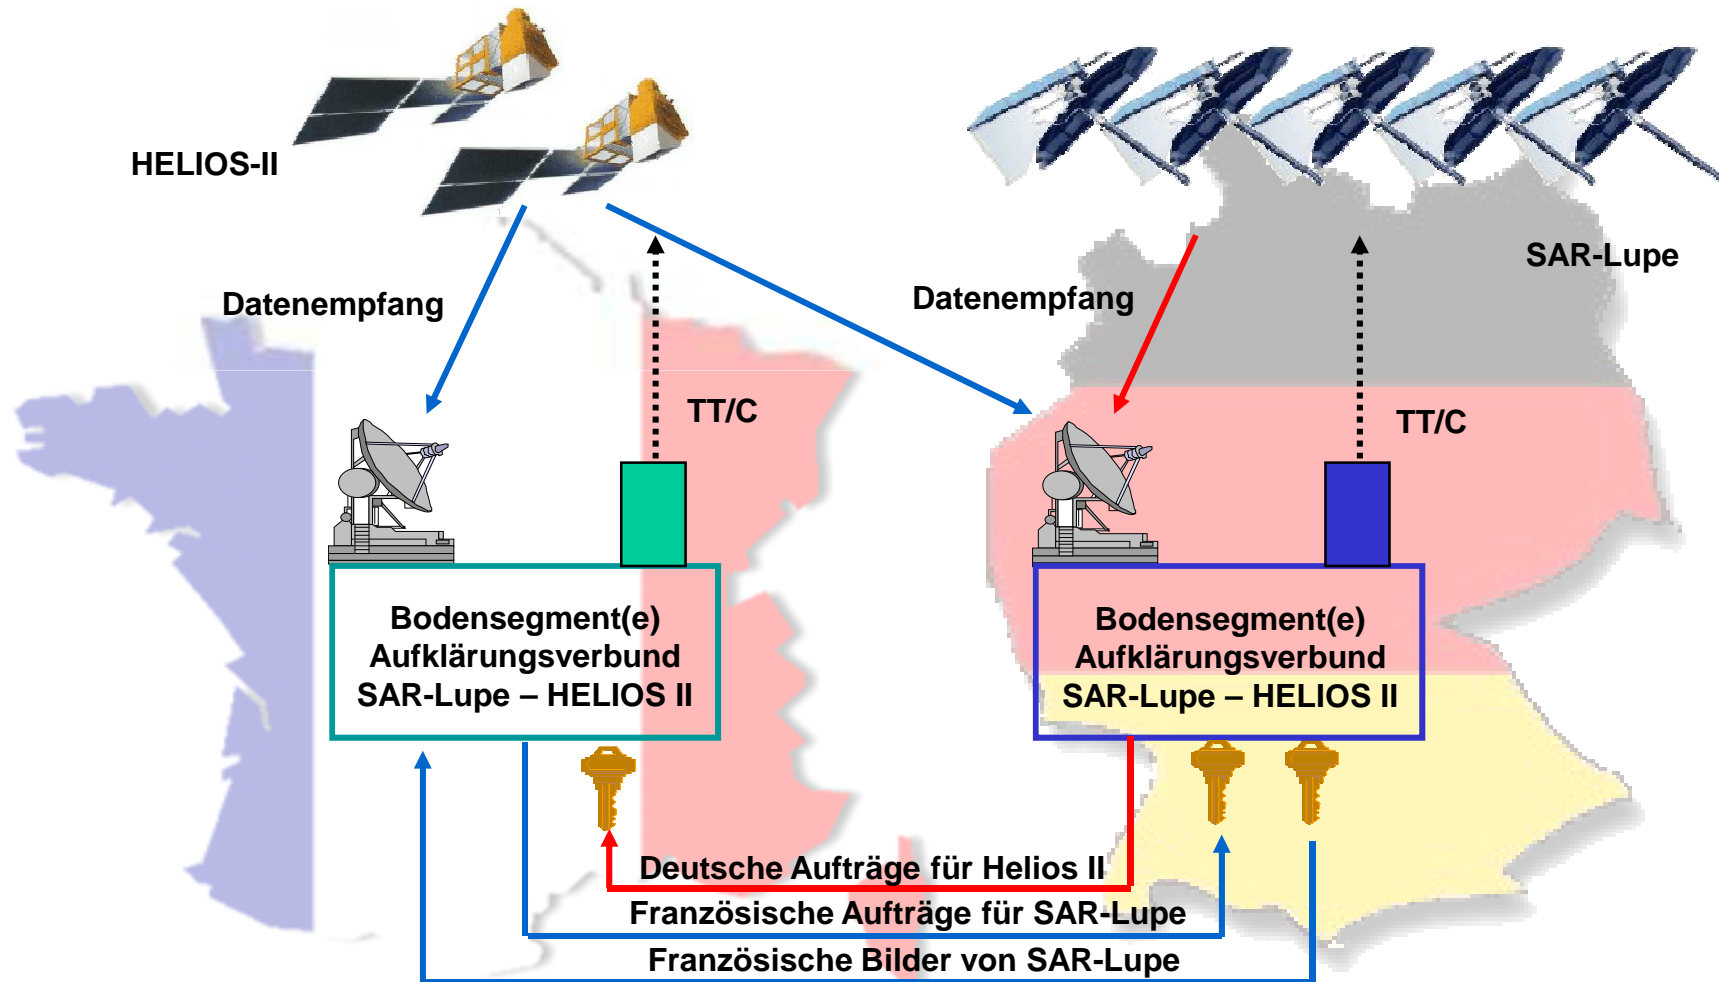 HELIOS-II
SAR-Lupe
Datenempfang
Datenempfang
TT/C
TT/C
Bodensegment(e)
Aufklärungsverbund
SAR-Lupe – HELIOS II
Bodensegment(e)
Aufklärungsverbund
SAR-Lupe – HELIOS II
Deutsche Aufträge für Helios II
Französische Aufträge für SAR-Lupe
Französische Bilder von SAR-Lupe